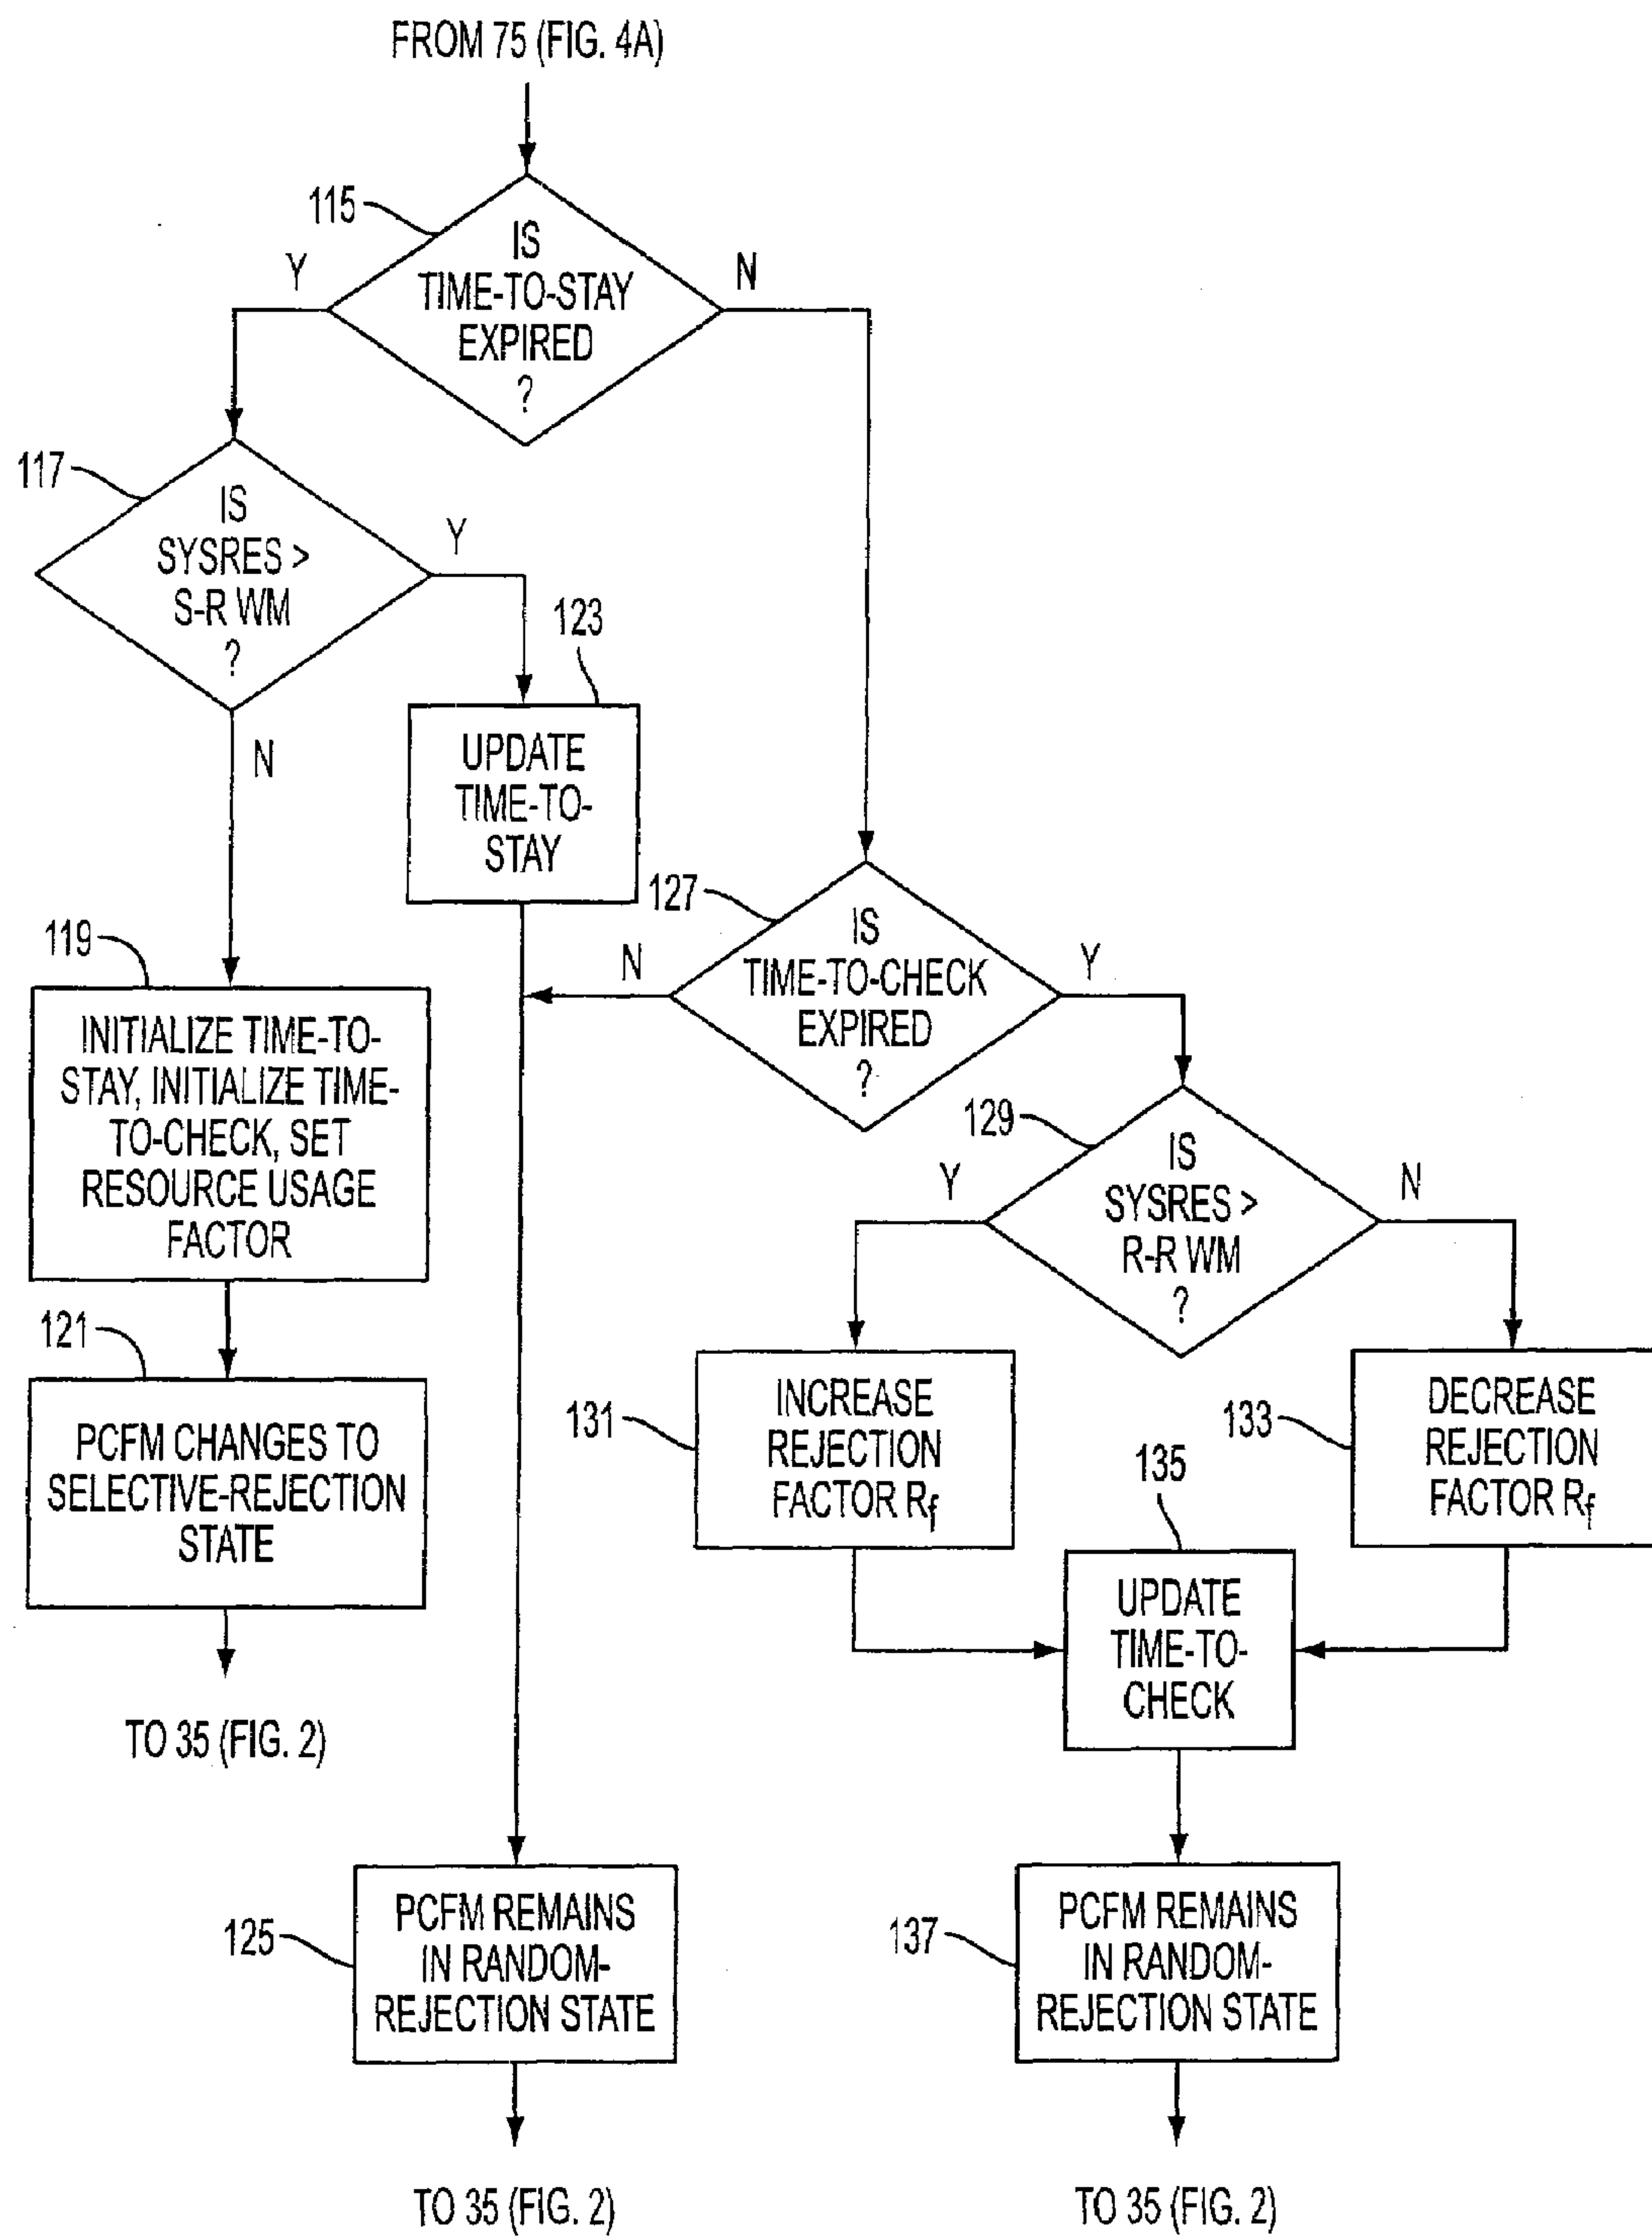 FROM 75 (FIG. 4A)
115
IS
TIME-TO-STAY
EXPIRED
?
Y
N
117
IS
SYSRES >
S-R WM
?
Y
N
123
UPDATE
TIME-TO-
STAY
127
IS
TIME-TO-CHECK
EXPIRED
?
N
Y
119
INITIALIZE TIME-TO-
STAY, INITIALIZE TIME-
TO-CHECK, SET
RESOURCE USAGE
FACTOR
129
IS
SYSRES >
R-R WM
?
Y
N
121
PCFM CHANGES TO
SELECTIVE-REJECTION
STATE
TO 35 (FIG. 2)
131
INCREASE
REJECTION
FACTOR Rf
133
DECREASE
REJECTION
FACTOR Rf
135
UPDATE
TIME-TO-
CHECK
125
PCFM REMAINS
IN RANDOM-
REJECTION STATE
TO 35 (FIG. 2)
137
PCFM REMAINS
IN RANDOM-
REJECTION STATE
TO 35 (FIG. 2)